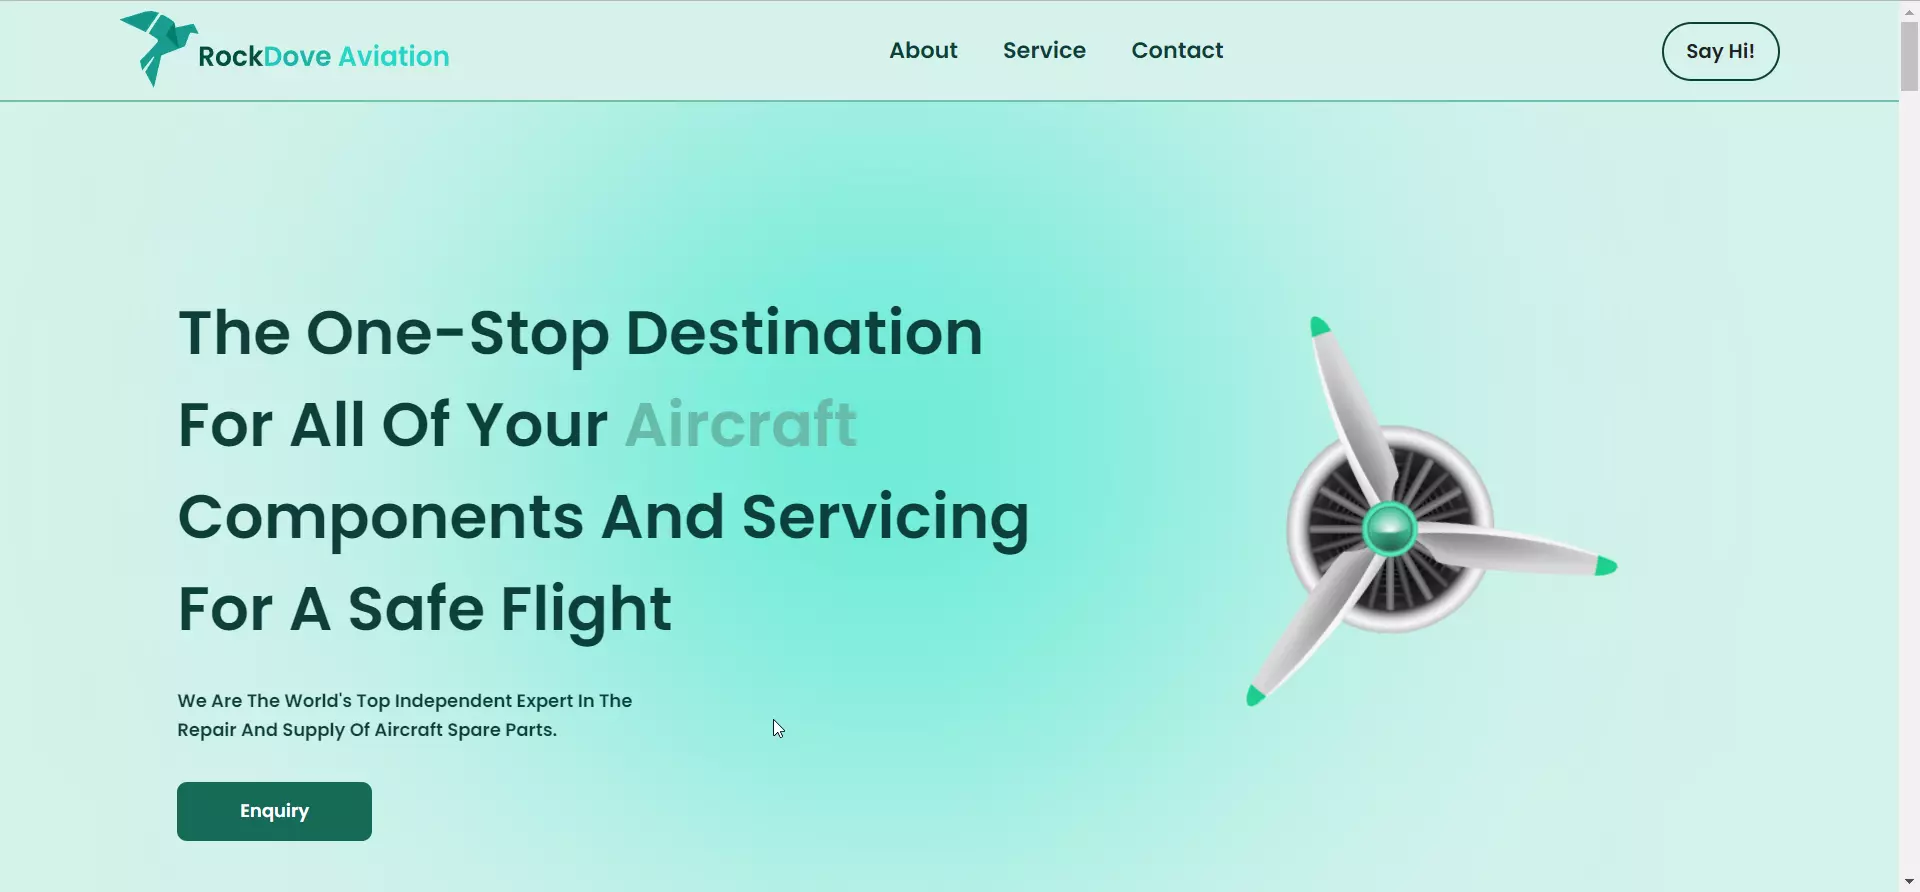 RockDove Aviation
About
Service
Contact
Say Hi!
The One-Stop Destination
For All Of Your Aircraft
Components And Servicing
For A Safe Flight
We Are The World's Top Independent Expert In The
Repair And Supply Of Aircraft Spare Parts.
Enquiry